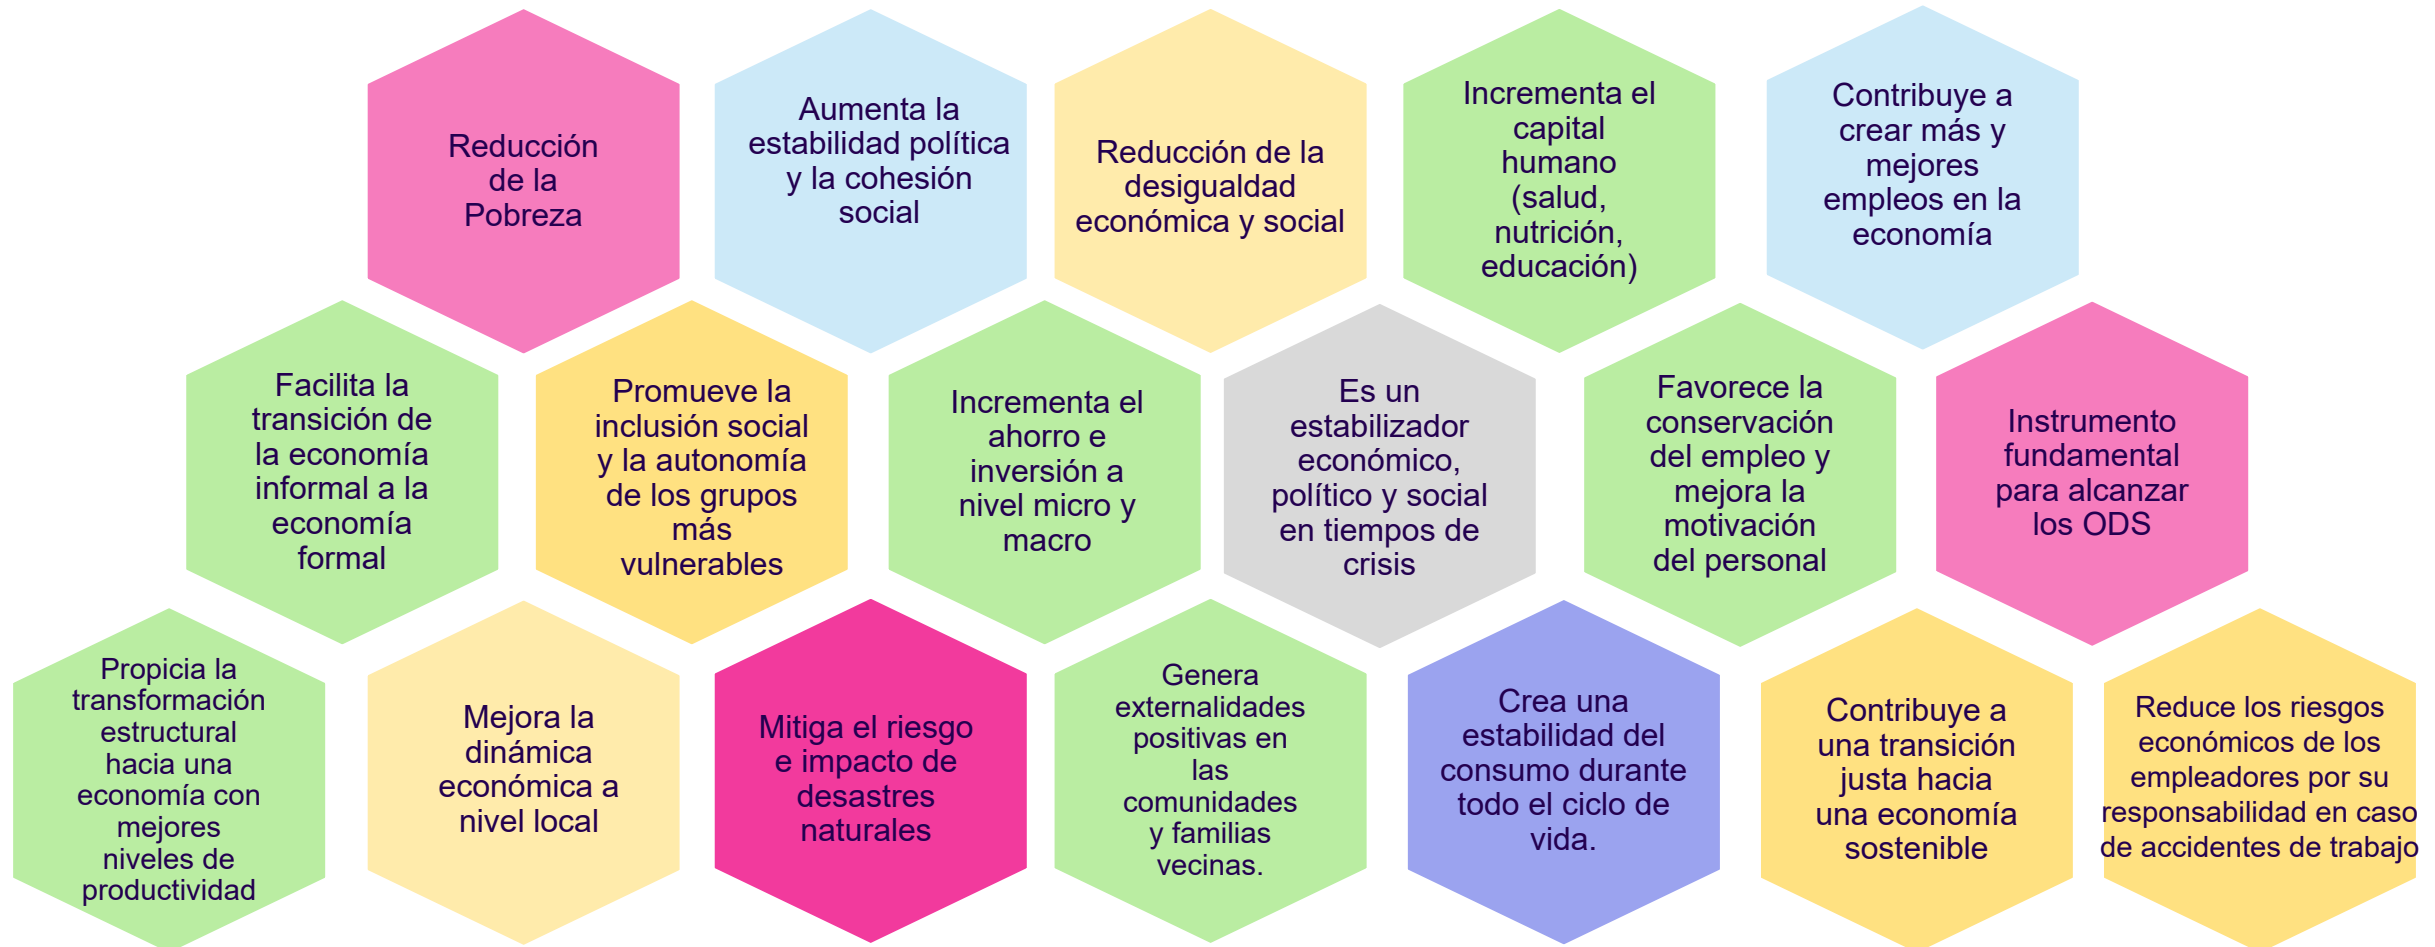 Reducción
de la
Pobreza
Aumenta la
estabilidad política
y la cohesión
social
Reducción de la
desigualdad
económica y social
Incrementa el
capital
humano
(salud,
nutrición,
educación)
Contribuye a
crear más y
mejores
empleos en la
economía
Facilita la
transición de
la economía
informal a la
economía
formal
Promueve la
inclusión social
y la autonomía
de los grupos
más
vulnerables
Incrementa el
ahorro e
inversión a
nivel micro y
macro
Es un
estabilizador
económico,
político y social
en tiempos de
crisis
Favorece la
conservación
del empleo y
mejora la
motivación
del personal
Instrumento
fundamental
para alcanzar
los ODS
Propicia la
transformación
estructural
hacia una
economía con
mejores
niveles de
productividad
Mejora la
dinámica
económica a
nivel local
Mitiga el riesgo
e impacto de
desastres
naturales
Genera
externalidades
positivas en
las
comunidades
y familias
vecinas.
Crea una
estabilidad del
consumo durante
todo el ciclo de
vida.
Contribuye a
una transición
justa hacia
una economía
sostenible
Reduce los riesgos
económicos de los
empleadores por su
responsabilidad en caso
de accidentes de trabajo